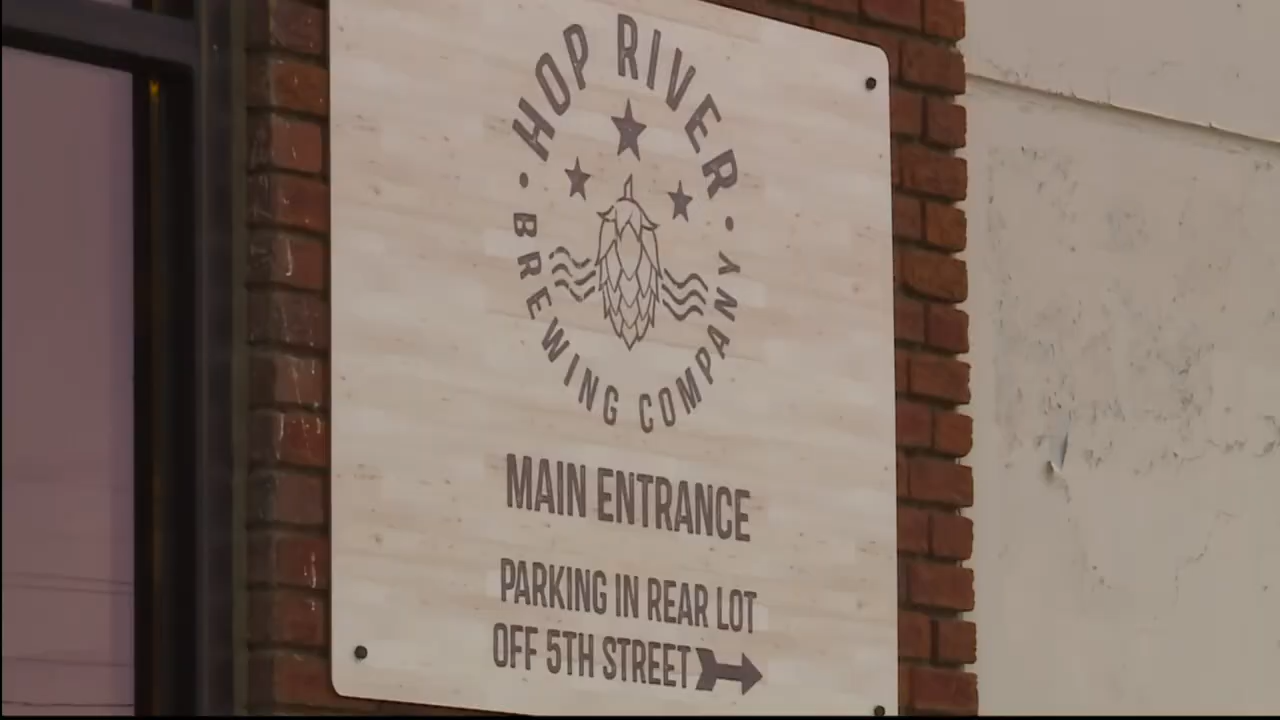 HOP RIVER
• BREWING COMPANY •
MAIN ENTRANCE
PARKING IN REAR LOT
OFF 5TH STREET